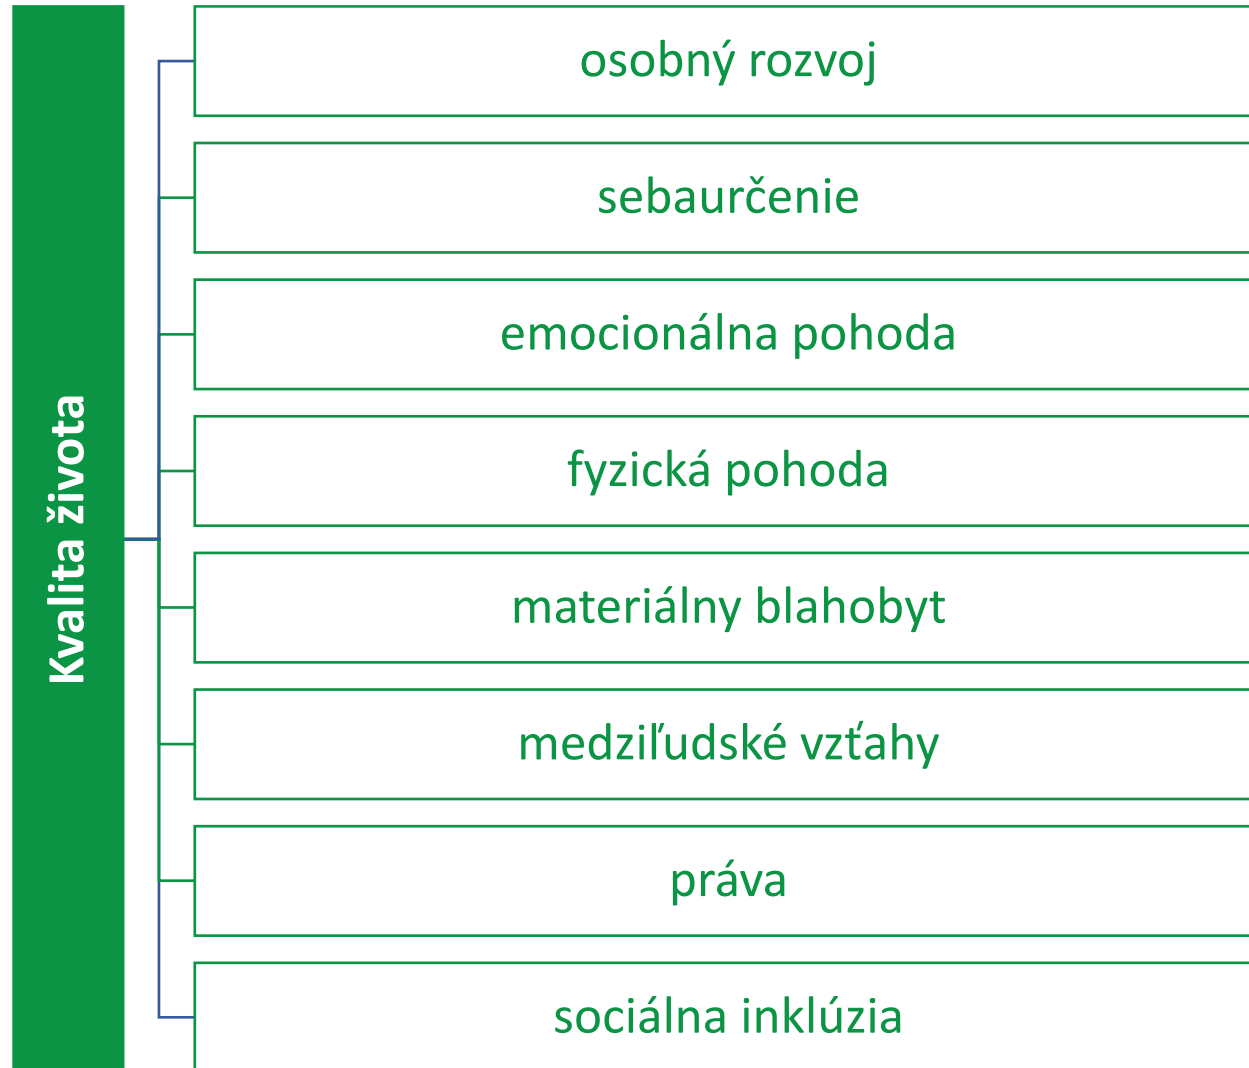 Kvalita života
osobný rozvoj
sebaurčenie
emocionálna pohoda
fyzická pohoda
materiálny blahobyt
medziľudské vzťahy
práva
sociálna inklúzia